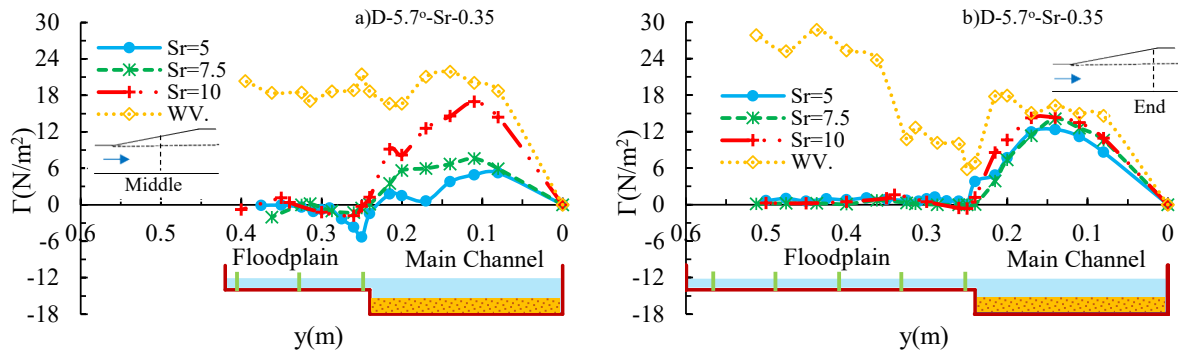 a)D-5.7º-Sr-0.35
30
24
18
12
6
0
-6
-12
-18
Γ(N/m²)
Sr=5
Sr=7.5
Sr=10
WV.
Middle
0.6
0.5
0.4
0.3
0.2
0.1
0
Floodplain
Main Channel
y(m)
b)D-5.7º-Sr-0.35
30
24
18
12
6
0
-6
-12
-18
Γ(N/m²)
Sr=5
Sr=7.5
Sr=10
WV.
End
0.6
0.5
0.4
0.3
0.2
0.1
0
Floodplain
Main Channel
y(m)